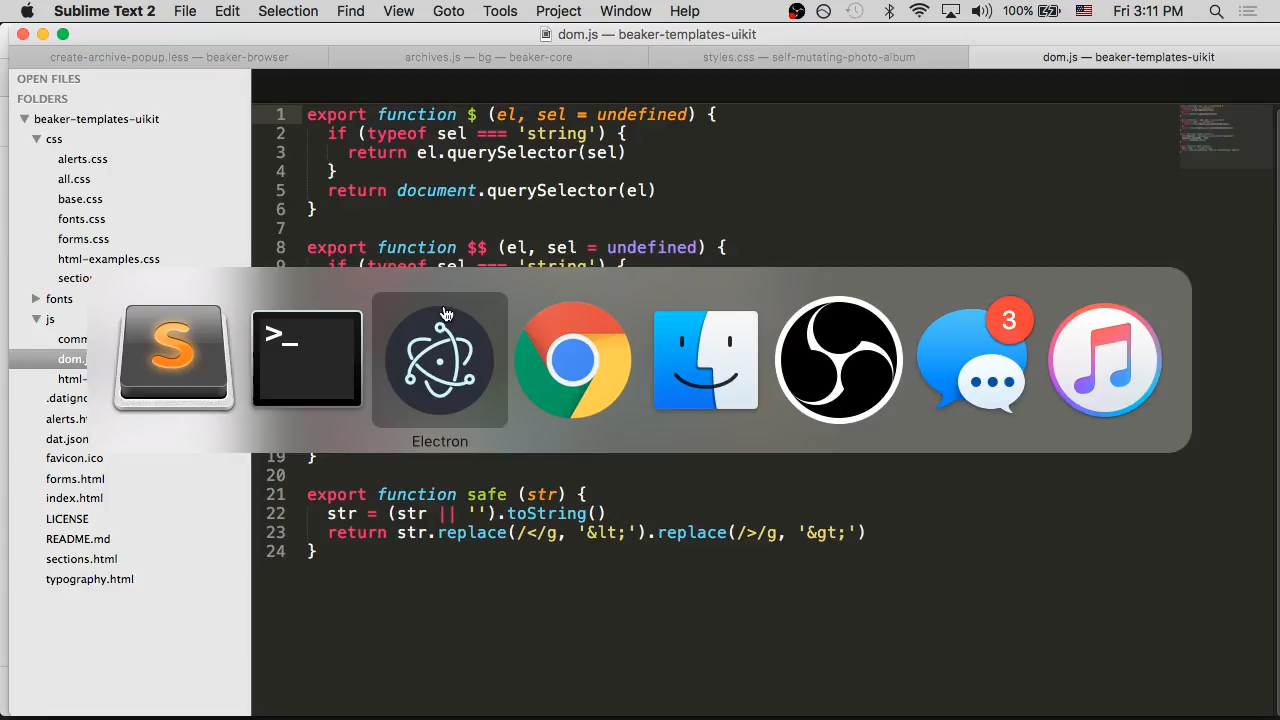 Sublime Text 2 File Edit Selection Find View Goto Tools Project Window Help 100% Fri 3:11 PM
dom.js — beaker-templates-uikit
create-archive-popup.less — beaker-browser archives.js — bg — beaker-core styles.css — self-mutating-photo-album dom.js — beaker-templates-uikit
OPEN FILES
FOLDERS
beaker-templates-uikit
css
alerts.css
all.css
base.css
fonts.css
forms.css
html-examples.css
fonts
js
alerts.h
dat.json
favicon.ico
forms.html
index.html
LICENSE
README.md
sections.html
typography.html
1 export function $ (el, sel = undefined) {
2 if (typeof sel === 'string') {
3 return el.querySelector(sel)
4 }
5 return document.querySelector(el)
6 }
7
8 export function $$ (el, sel = undefined) {
9 if (typeof sel === 'string') {
>_
3
Electron
19 }
20
21 export function safe (str) {
22 str = (str || '').toString()
23 return str.replace(/</g, '&lt;').replace(/>/g, '&gt;')
24 }